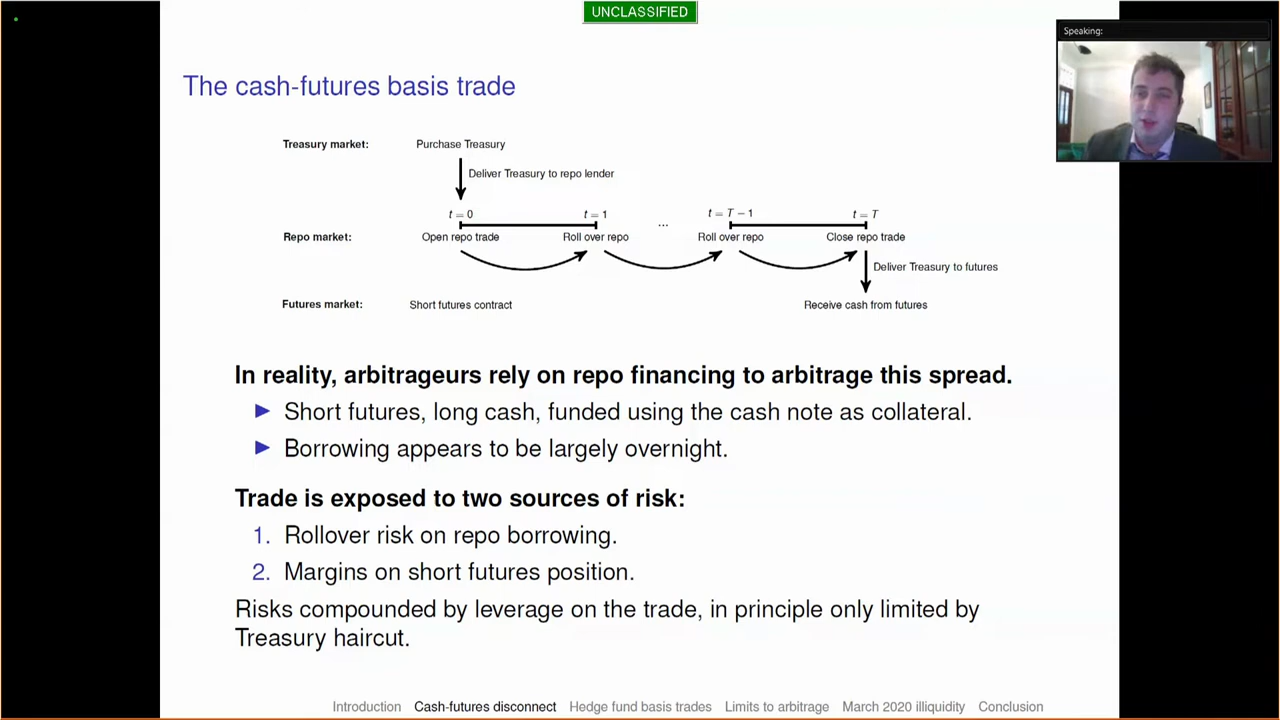 UNCLASSIFIED
Speaking:
The cash-futures basis trade
Treasury market: Purchase Treasury
Deliver Treasury to repo lender
t = 0 t = 1 ... t = T − 1 t = T
Repo market: Open repo trade Roll over repo Roll over repo Close repo trade
Deliver Treasury to futures
Futures market: Short futures contract Receive cash from futures
In reality, arbitrageurs rely on repo financing to arbitrage this spread.
Short futures, long cash, funded using the cash note as collateral.
Borrowing appears to be largely overnight.
Trade is exposed to two sources of risk:
1. Rollover risk on repo borrowing.
2. Margins on short futures position.
Risks compounded by leverage on the trade, in principle only limited by
Treasury haircut.
Introduction Cash-futures disconnect Hedge fund basis trades Limits to arbitrage March 2020 illiquidity Conclusion